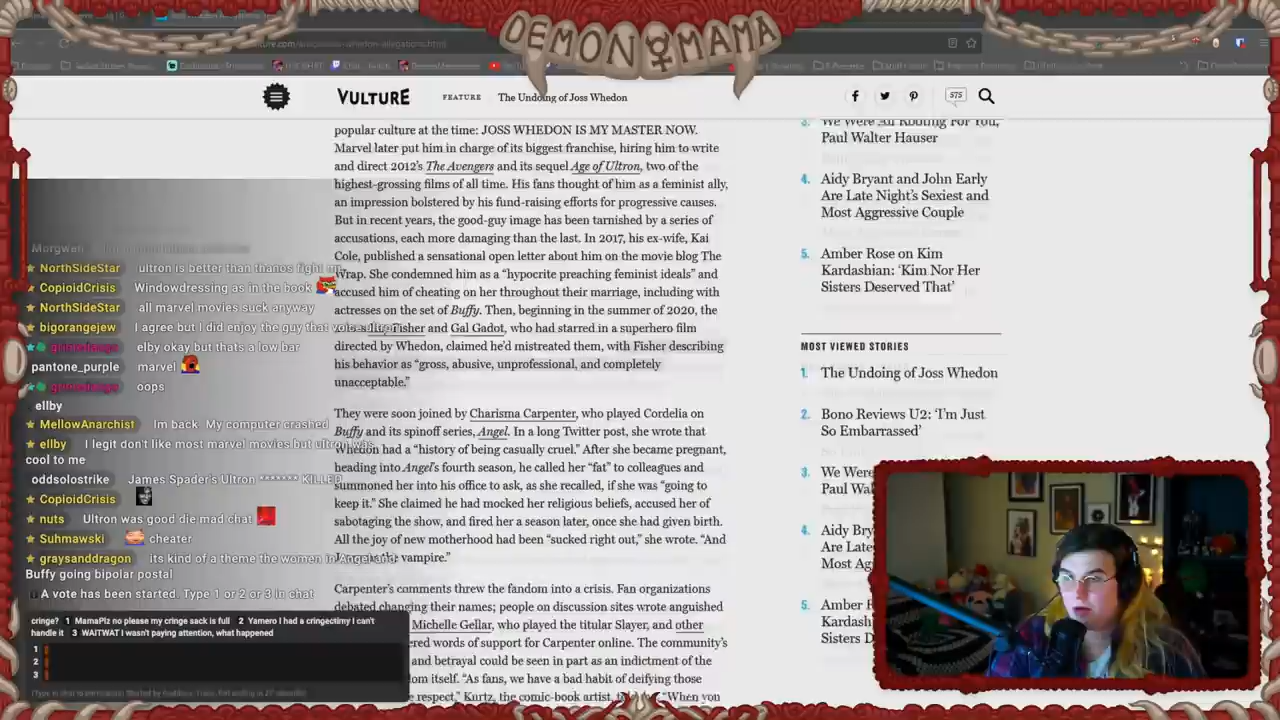 DEMON MAMA
VULTURE
FEATURE
The Undoing of Joss Whedon
575
popular culture at the time: JOSS WHEDON IS MY MASTER NOW.
Marvel later put him in charge of its biggest franchise, hiring him to write
and direct 2012's The Avengers and its sequel Age of Ultron, two of the
highest-grossing films of all time. His fans thought of him as a feminist ally,
an impression bolstered by his fund-raising efforts for progressive causes.
But in recent years, the good-guy image has been tarnished by a series of
accusations, each more damaging than the last. In 2017, his ex-wife, Kai
Cole, published a sensational open letter about him on the movie blog The
Wrap. She condemned him as a "hypocrite preaching feminist ideals" and
accused him of cheating on her throughout their marriage, including with
actresses on the set of Buffy. Then, beginning in the summer of 2020, the
Fisher and Gal Gadot, who had starred in a superhero film
directed by Whedon, claimed he'd mistreated them, with Fisher describing
his behavior as "gross, abusive, unprofessional, and completely
unacceptable."
They were soon joined by Charisma Carpenter, who played Cordelia on
Buffy and its spinoff series, Angel. In a long Twitter post, she wrote that
Whedon had a "history of being casually cruel." After she became pregnant,
heading into Angel's fourth season, he called her "fat" to colleagues and
summoned her into his office to ask, as she recalled, if she was "going to
keep it." She claimed he had mocked her religious beliefs, accused her of
sabotaging the show, and fired her a season later, once she had given birth.
All the joy of new motherhood had been "sucked right out," she wrote. "And
vampire."
Carpenter's comments threw the fandom into a crisis. Fan organizations
debated changing their names; people on discussion sites wrote anguished
Michelle Gellar, who played the titular Slayer, and other
ered words of support for Carpenter online. The community's
and betrayal could be seen in part as an indictment of the
om itself. "As fans, we have a bad habit of deifying those
respect," Kurtz, the comic-book artist, "When you
3. We Were All Rooting For You,
Paul Walter Hauser
4. Aidy Bryant and John Early
Are Late Night's Sexiest and
Most Aggressive Couple
5. Amber Rose on Kim
Kardashian: 'Kim Nor Her
Sisters Deserved That'
MOST VIEWED STORIES
1. The Undoing of Joss Whedon
2. Bono Reviews U2: 'I'm Just
So Embarrassed'
3. We Were
Paul Wal
4. Aidy Bry
Are Late
Most Ag
5. Amber R
Kardash
Sisters D
Morgwen
NorthSideStar ultron is better than thanos fight m
CopioidCrisis Windowdressing as in the book
NorthSideStar all marvel movies suck anyway
bigorangejew I agree but I did enjoy the guy that
elby okay but thats a low bar
pantone_purple marvel
oops
ellby
MellowAnarchist Im back. My computer crashed
ellby I legit don't like most marvel movies but ultron was
cool to me
oddsolostrike James Spader's Ultron ******* KILLED
CopioidCrisis
nuts Ultron was good die mad chat
Suhmawski cheater
graysanddragon its kind of a theme the women in Angel and
Buffy going bipolar postal
A vote has been started. Type 1 or 2 or 3 in chat
cringe? 1 MamaPlz no please my cringe sack is full 2 Yamero I had a cringectimy I can't
handle it 3 WAITWAT I wasn't paying attention, what happened
1
2
3